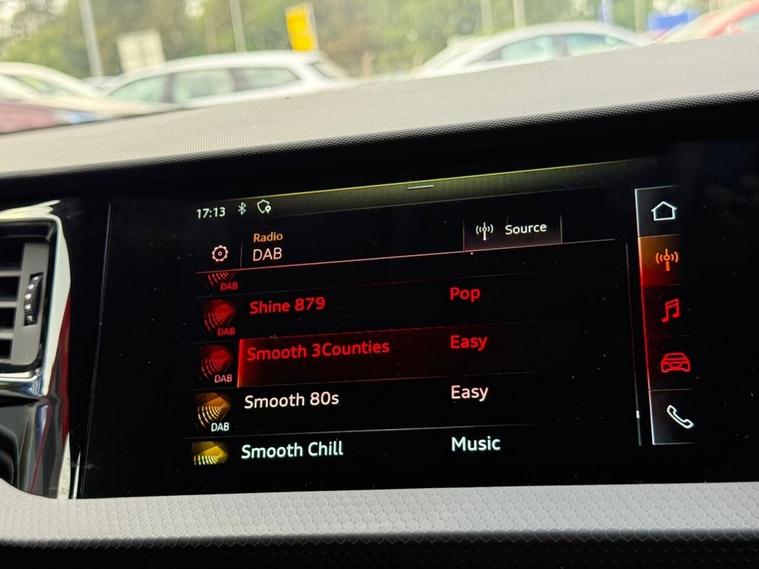 17:13
Radio
DAB
Source
DAB
Shine 879 Pop
DAB
Smooth 3Counties Easy
DAB
Smooth 80s Easy
DAB
Smooth Chill Music